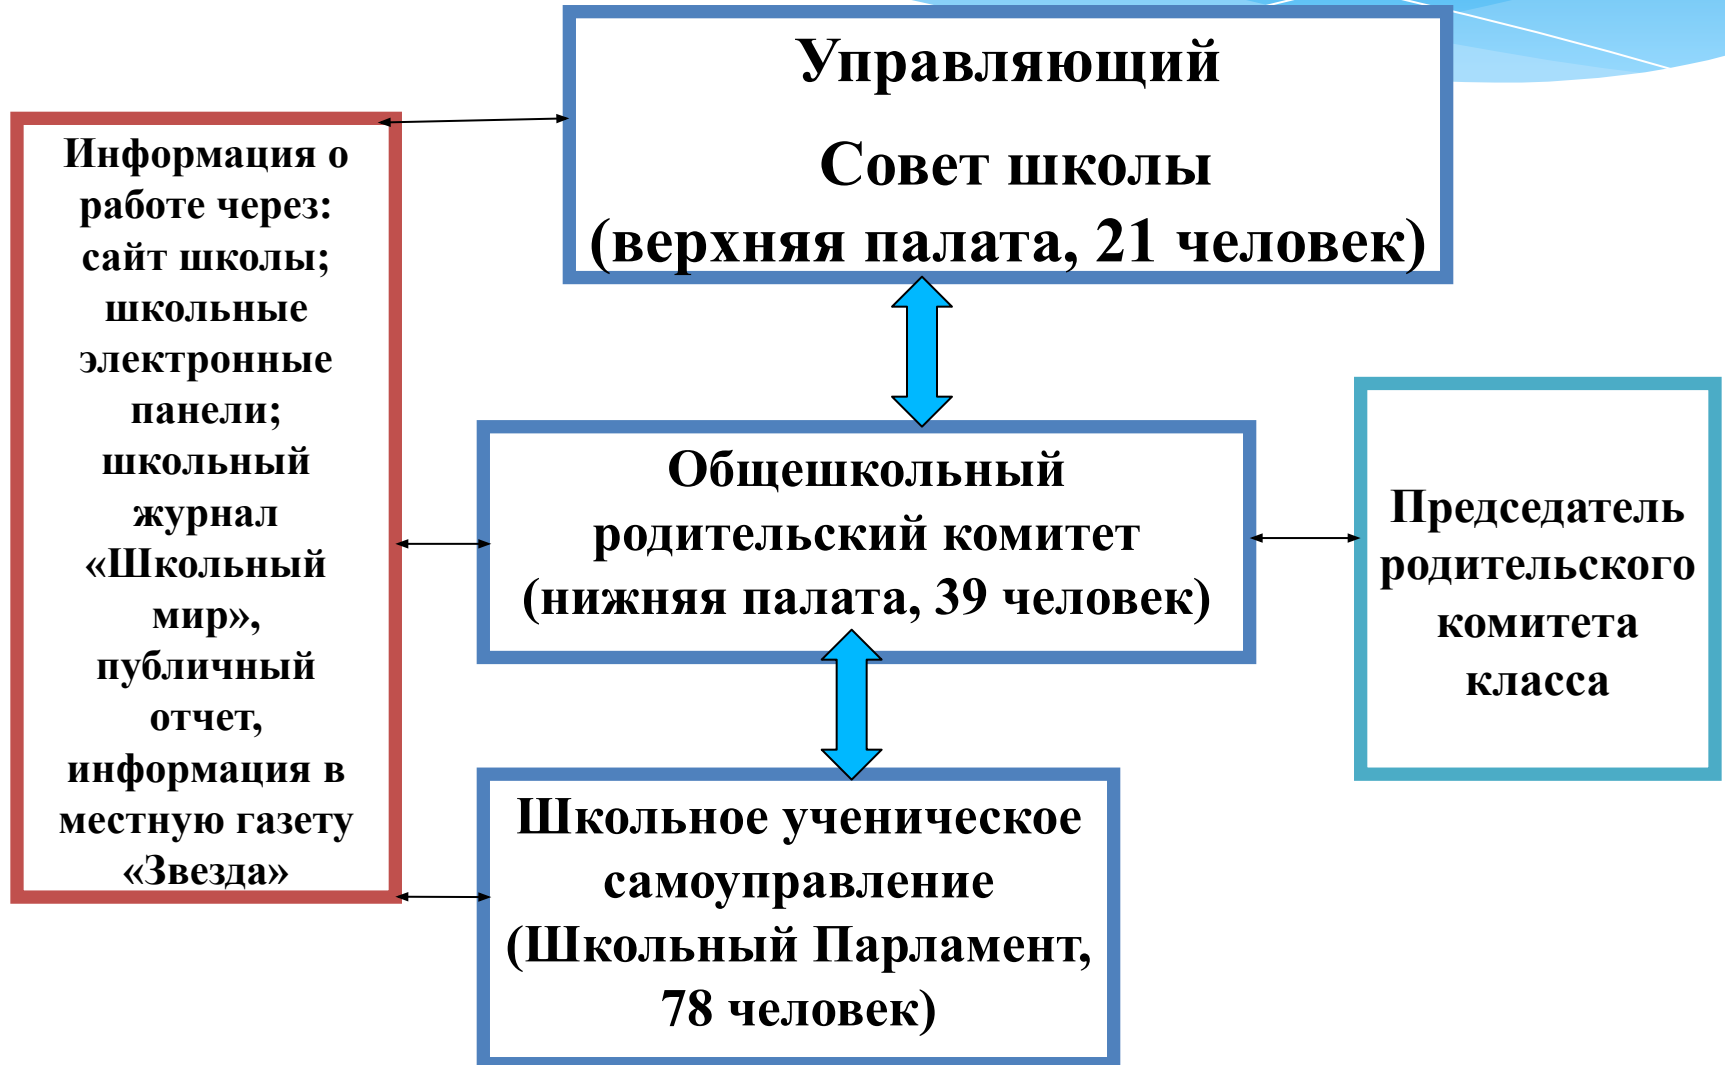 Управляющий
Совет школы
(верхняя палата, 21 человек)
Информация о
работе через:
сайт школы;
школьные
электронные
панели;
школьный
журнал
«Школьный
мир»,
публичный
отчет,
информация в
местную газету
«Звезда»
Общешкольный
родительский комитет
(нижняя палата, 39 человек)
Председатель
родительского
комитета
класса
Школьное ученическое
самоуправление
(Школьный Парламент,
78 человек)